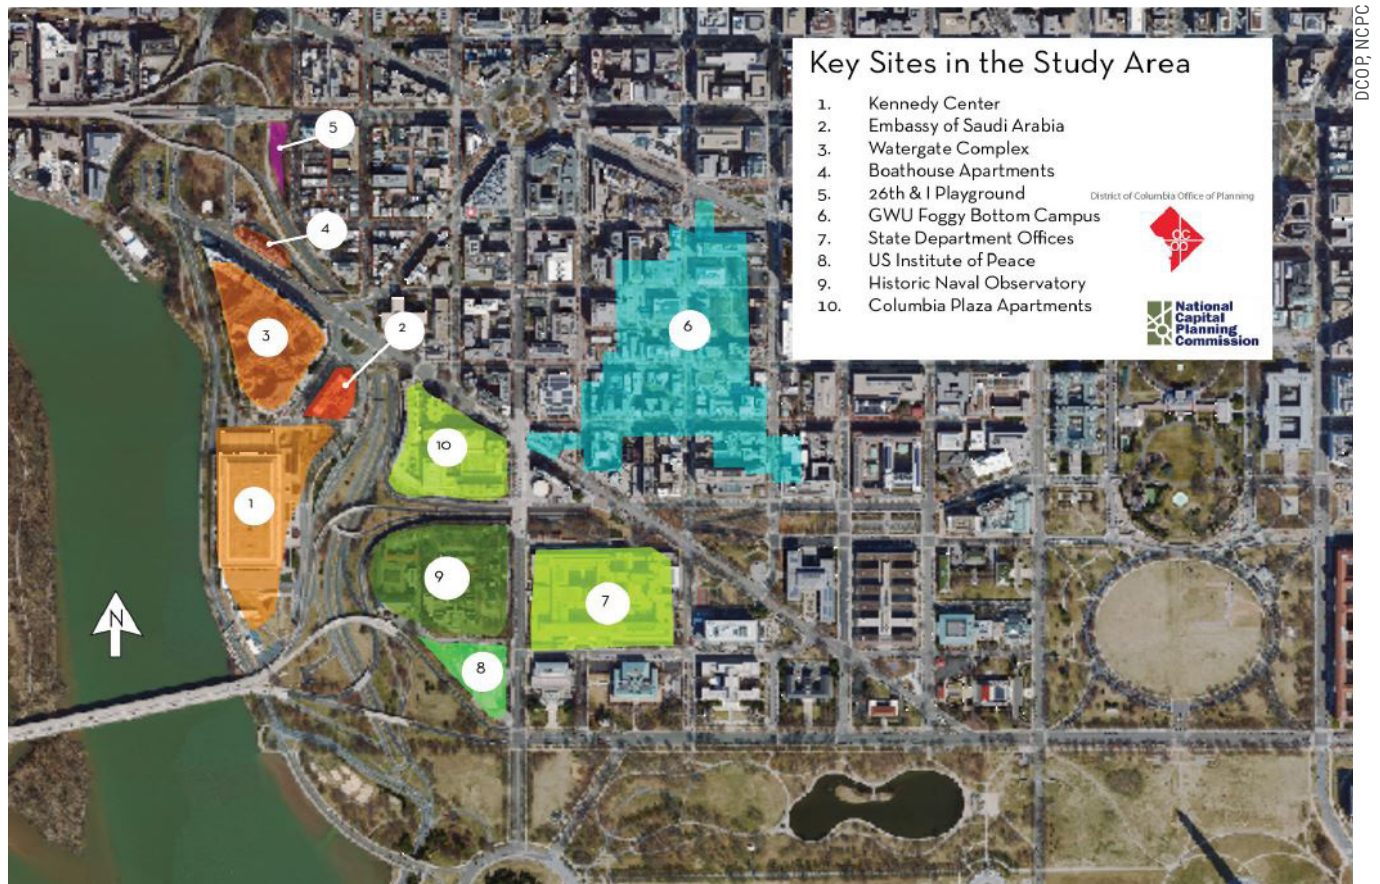 DCOP, NCPC
Key Sites in the Study Area
1. Kennedy Center
2. Embassy of Saudi Arabia
3. Watergate Complex
4. Boathouse Apartments
5. 26th & I Playground
6. GWU Foggy Bottom Campus
7. State Department Offices
8. US Institute of Peace
9. Historic Naval Observatory
10. Columbia Plaza Apartments
District of Columbia Office of Planning
dc
op
National
Capital
Planning
Commission
5
4
3
2
6
10
1
9
7
8
N